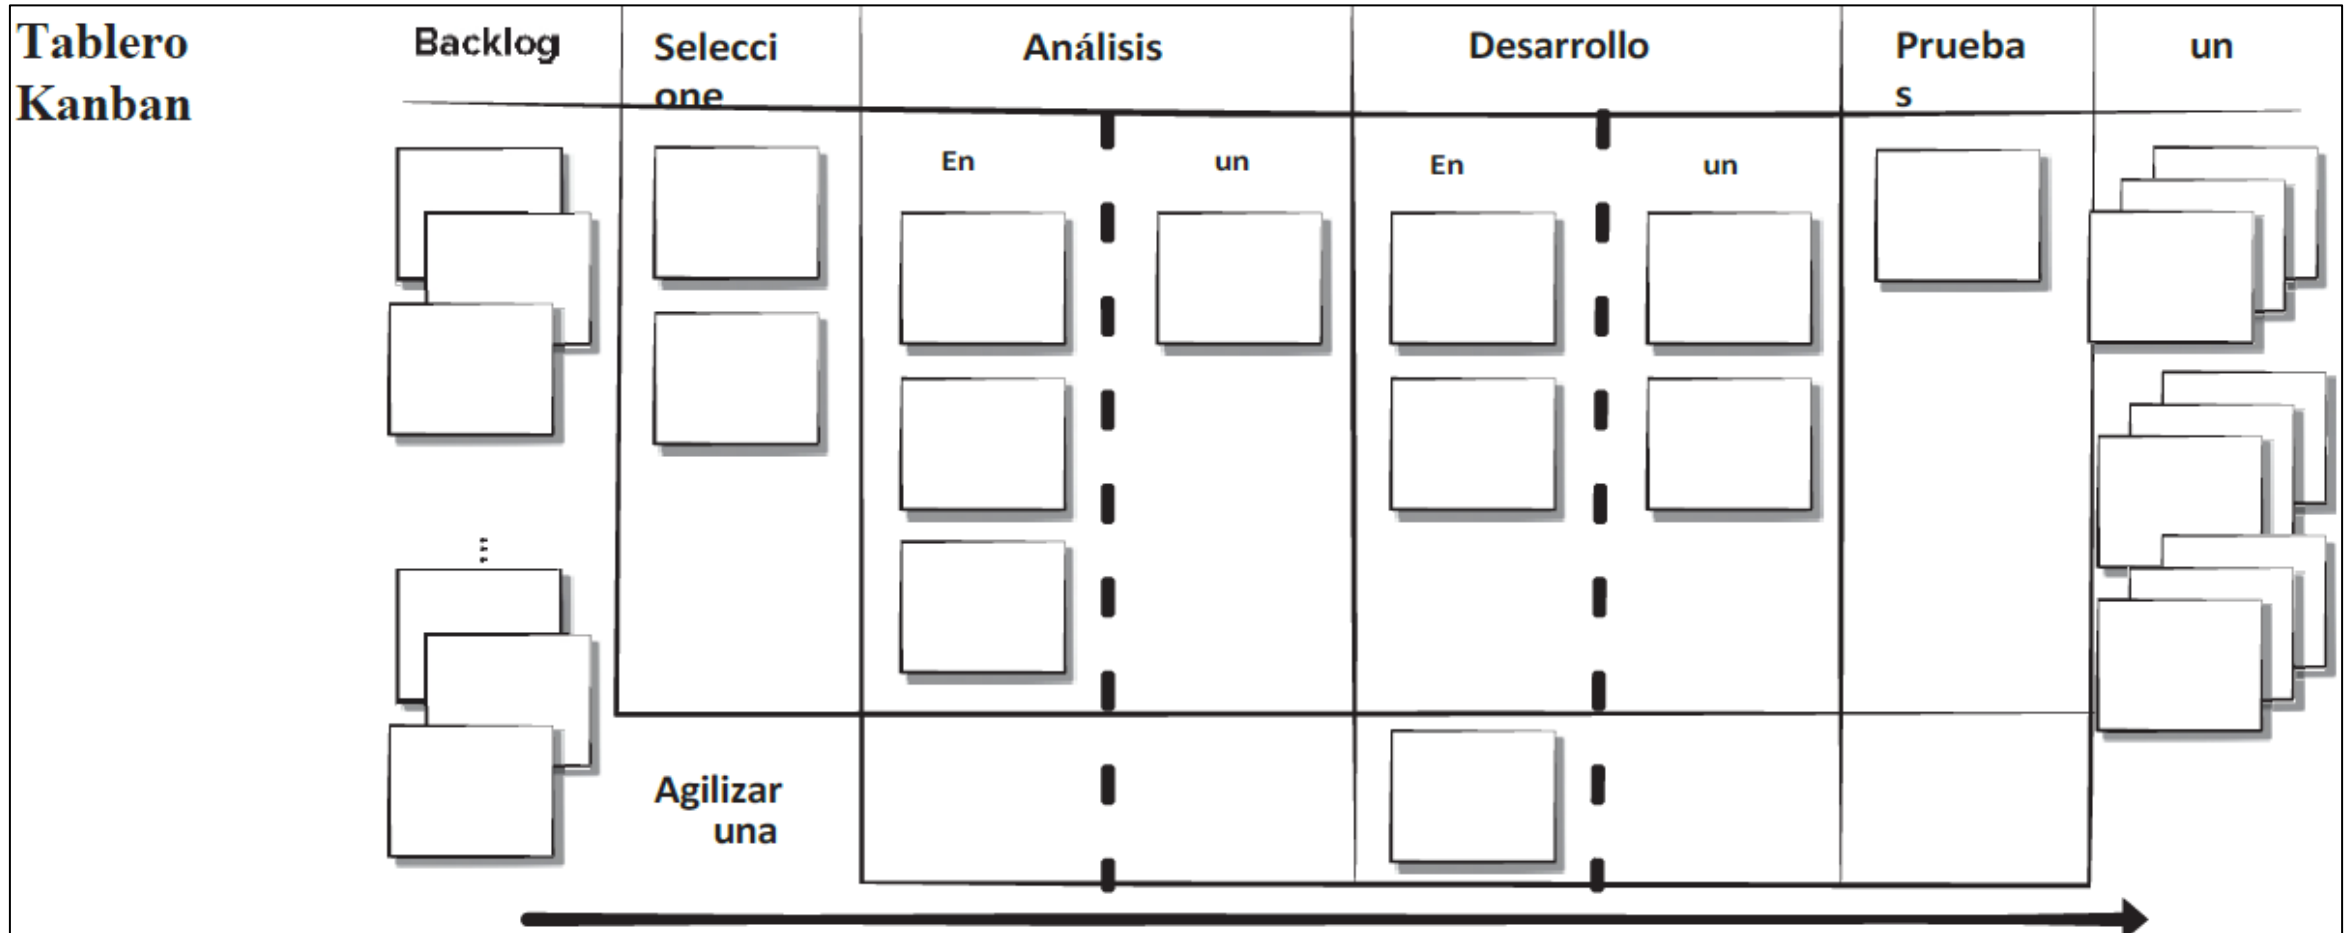 Tablero
Kanban
Backlog
Selecci
one
Análisis
Desarrollo
Prueba
s
un
En
un
En
un
...
Agilizar
una